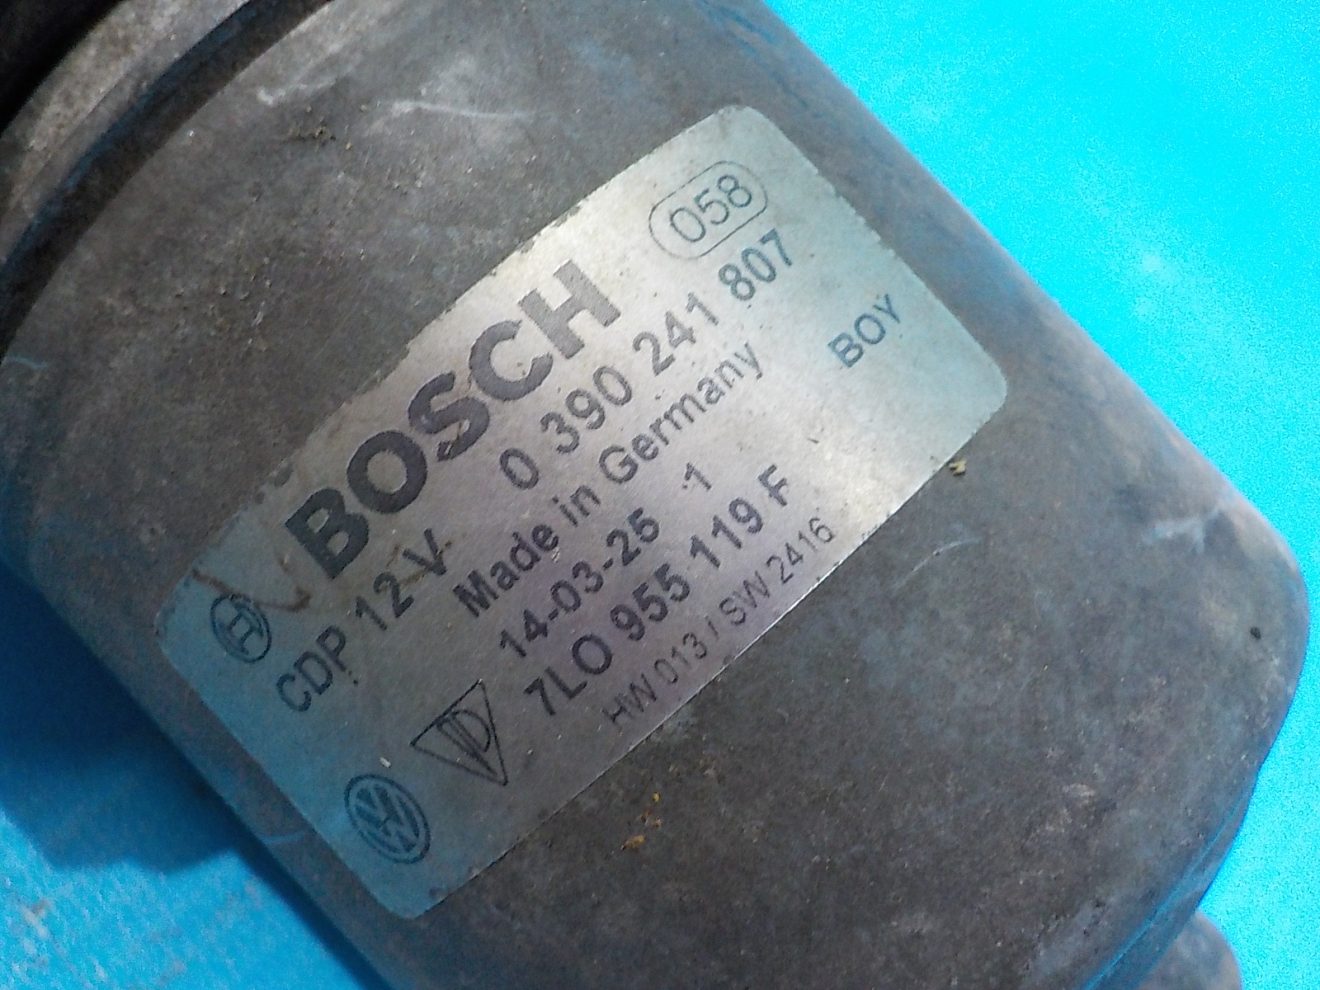 058
BOSCH
CDP 12 V
0 390 241 807
Made in Germany
BOY
14-03-25 1
7LO 955 119 F
HW 013 / SW 2416